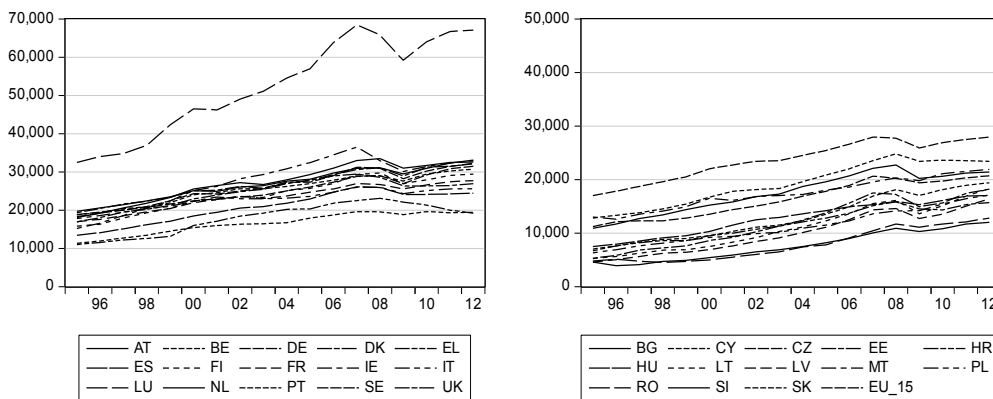 70,000
60,000
50,000
40,000
30,000
20,000
10,000
0
96 98 00 02 04 06 08 10 12
AT BE DE DK EL
ES FI FR IE IT
LU NL PT SE UK
50,000
40,000
30,000
20,000
10,000
0
96 98 00 02 04 06 08 10 12
BG CY CZ EE HR
HU LT LV MT PL
RO SI SK EU_15